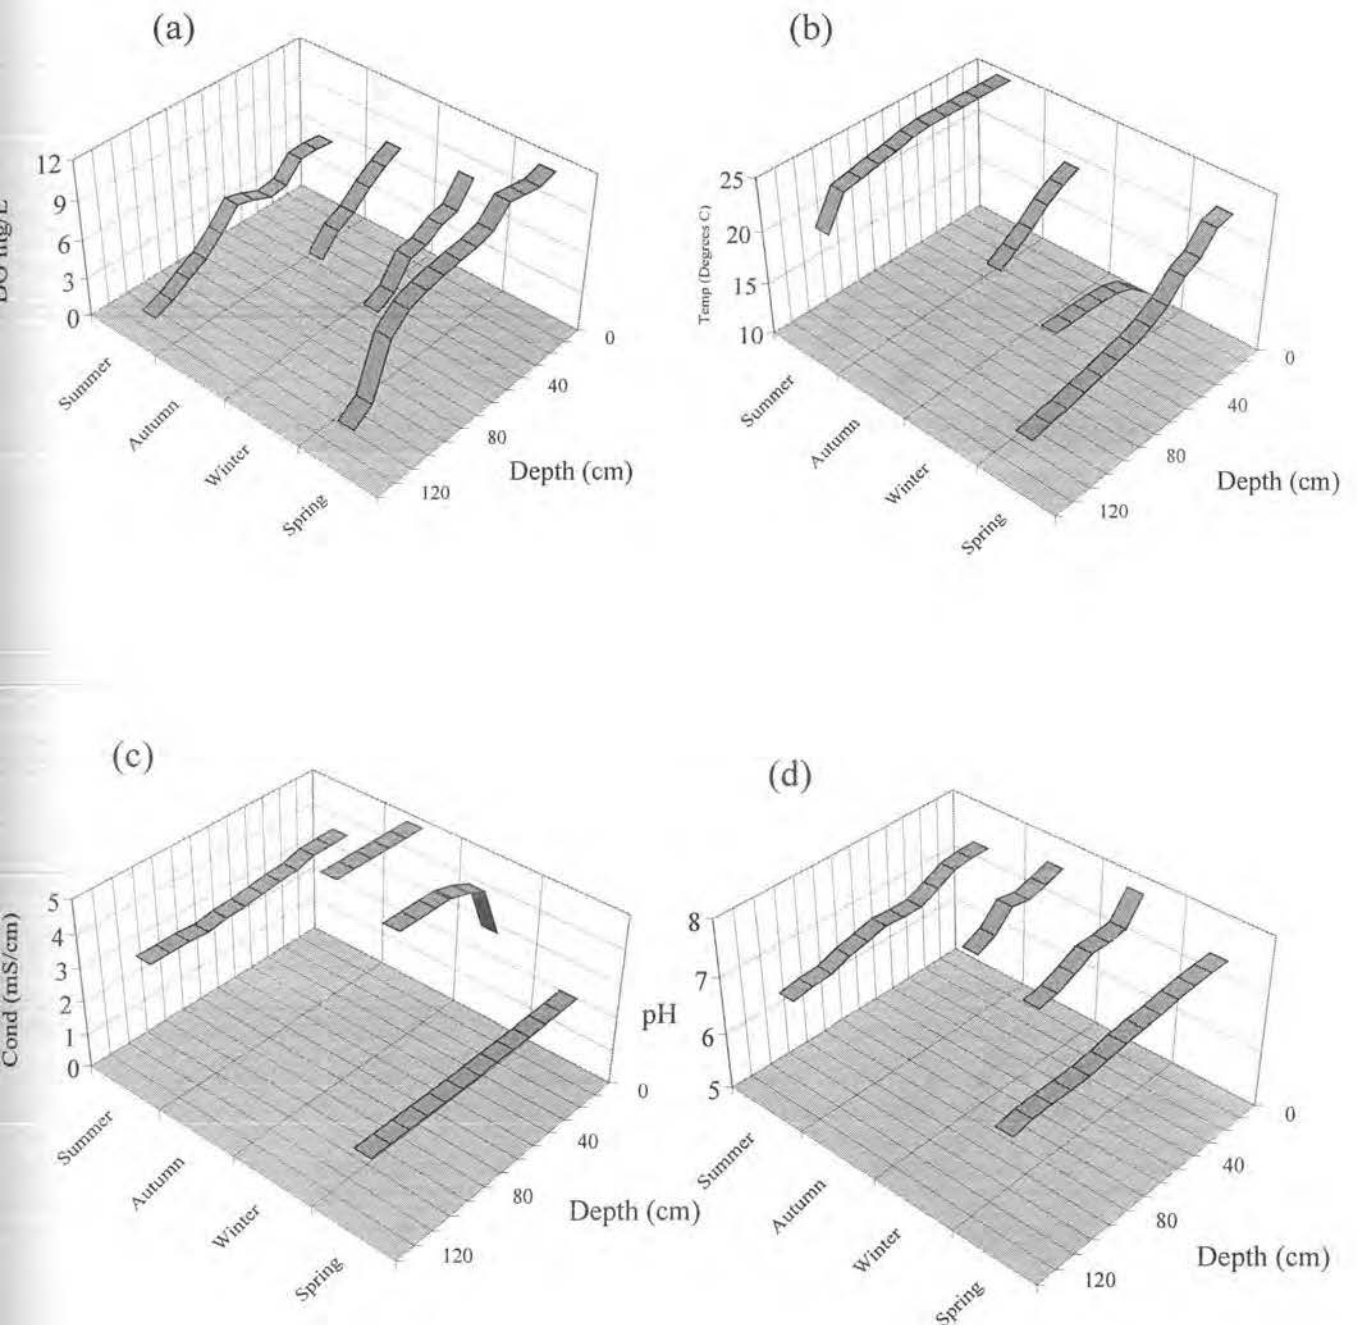 (a)
12
9
6
3
0
DO mg/L
Summer
Autumn
Winter
Spring
0
40
80
120
Depth (cm)
(b)
25
20
15
10
Temp (Degrees C)
Summer
Autumn
Winter
Spring
0
40
80
120
Depth (cm)
(c)
5
4
3
2
1
0
Cond (mS/cm)
Summer
Autumn
Winter
Spring
0
40
80
120
Depth (cm)
(d)
8
7
6
5
pH
Summer
Autumn
Winter
Spring
0
40
80
120
Depth (cm)